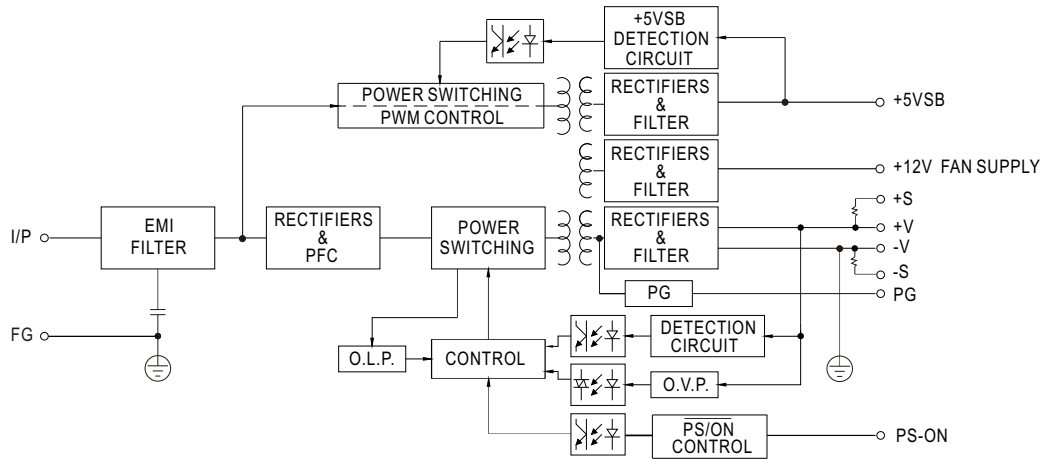 +5VSB
DETECTION
CIRCUIT
POWER SWITCHING
PWM CONTROL
RECTIFIERS
&
FILTER
+5VSB
RECTIFIERS
&
FILTER
+12V FAN SUPPLY
I/P
EMI
FILTER
RECTIFIERS
&
PFC
POWER
SWITCHING
RECTIFIERS
&
FILTER
+S
+V
-V
-S
PG
PG
FG
O.L.P.
CONTROL
DETECTION
CIRCUIT
O.V.P.
PS/ON
CONTROL
PS-ON